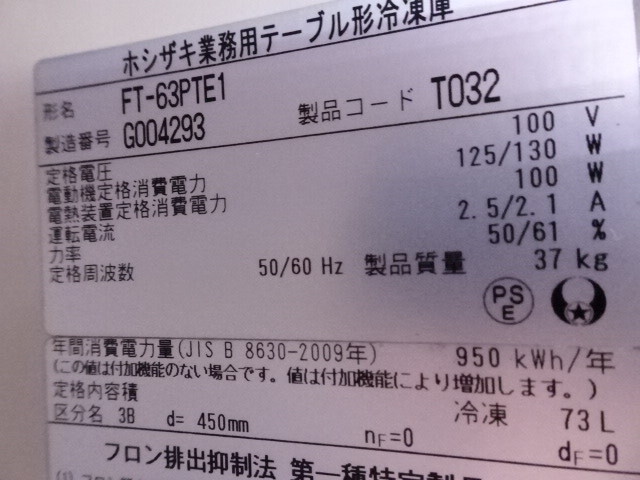 ホシザキ業務用テーブル形冷凍庫
形名 FT-63PTE1 製品コード T032
製造番号 G004293
定格電圧 100 V
電動機定格消費電力 125/130 W
電熱装置定格消費電力 100 W
運転電流 2.5/2.1 A
力率 50/61 %
定格周波数 50/60 Hz 製品質量 37 kg
PS
E
年間消費電力量(JIS B 8630-2009年) 950 kWh/年
(この値は付加機能のない場合です。値は付加機能により増加します。)
定格内容積 冷凍 73 L
区分名 3B d= 450mm nF=0 dF=0
フロン排出抑制法 第一種特定製